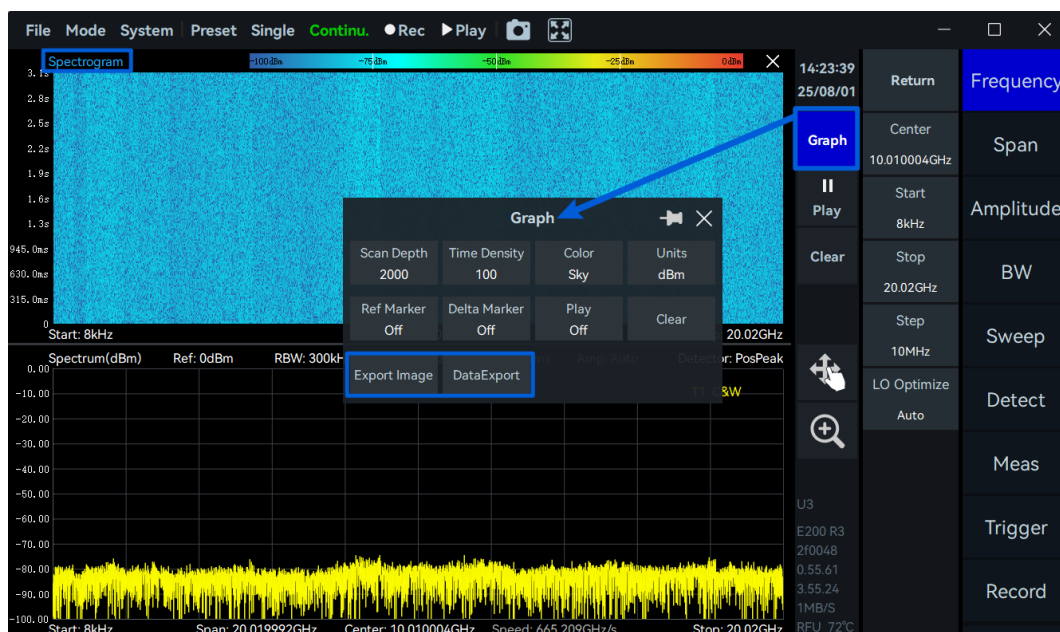 File Mode System Preset Single Continu. Rec Play
Spectrogram
-100dBm -75dBm -50dBm -25dBm 0dBm
3.1s
2.8s
2.5s
2.2s
1.9s
1.6s
1.3s
945.0ms
630.0ms
315.0ms
0
Start: 8kHz 20.02GHz
Graph
Scan Depth Time Density Color Units
2000 100 Sky dBm
Ref Marker Delta Marker Play Clear
Off Off Off
Export Image DataExport
Spectrum(dBm) Ref: 0dBm RBW: 300kH Amp: Auto Detector: PosPeak
0.00
-10.00
-20.00
-30.00
-40.00
-50.00
-60.00
-70.00
-80.00
-90.00
-100.00
Start: 8kHz Span: 20.019992GHz Center: 10.010004GHz Speed: 665.209GHz/s Stop: 20.02GHz
14:23:39
25/08/01
Graph
Play
Clear
U3
E200 R3
2f0048
0.55.61
3.55.24
1MB/S
RFU 72°C
Return
Center
10.010004GHz
Start
8kHz
Stop
20.02GHz
Step
10MHz
LO Optimize
Auto
Frequency
Span
Amplitude
BW
Sweep
Detect
Meas
Trigger
Record